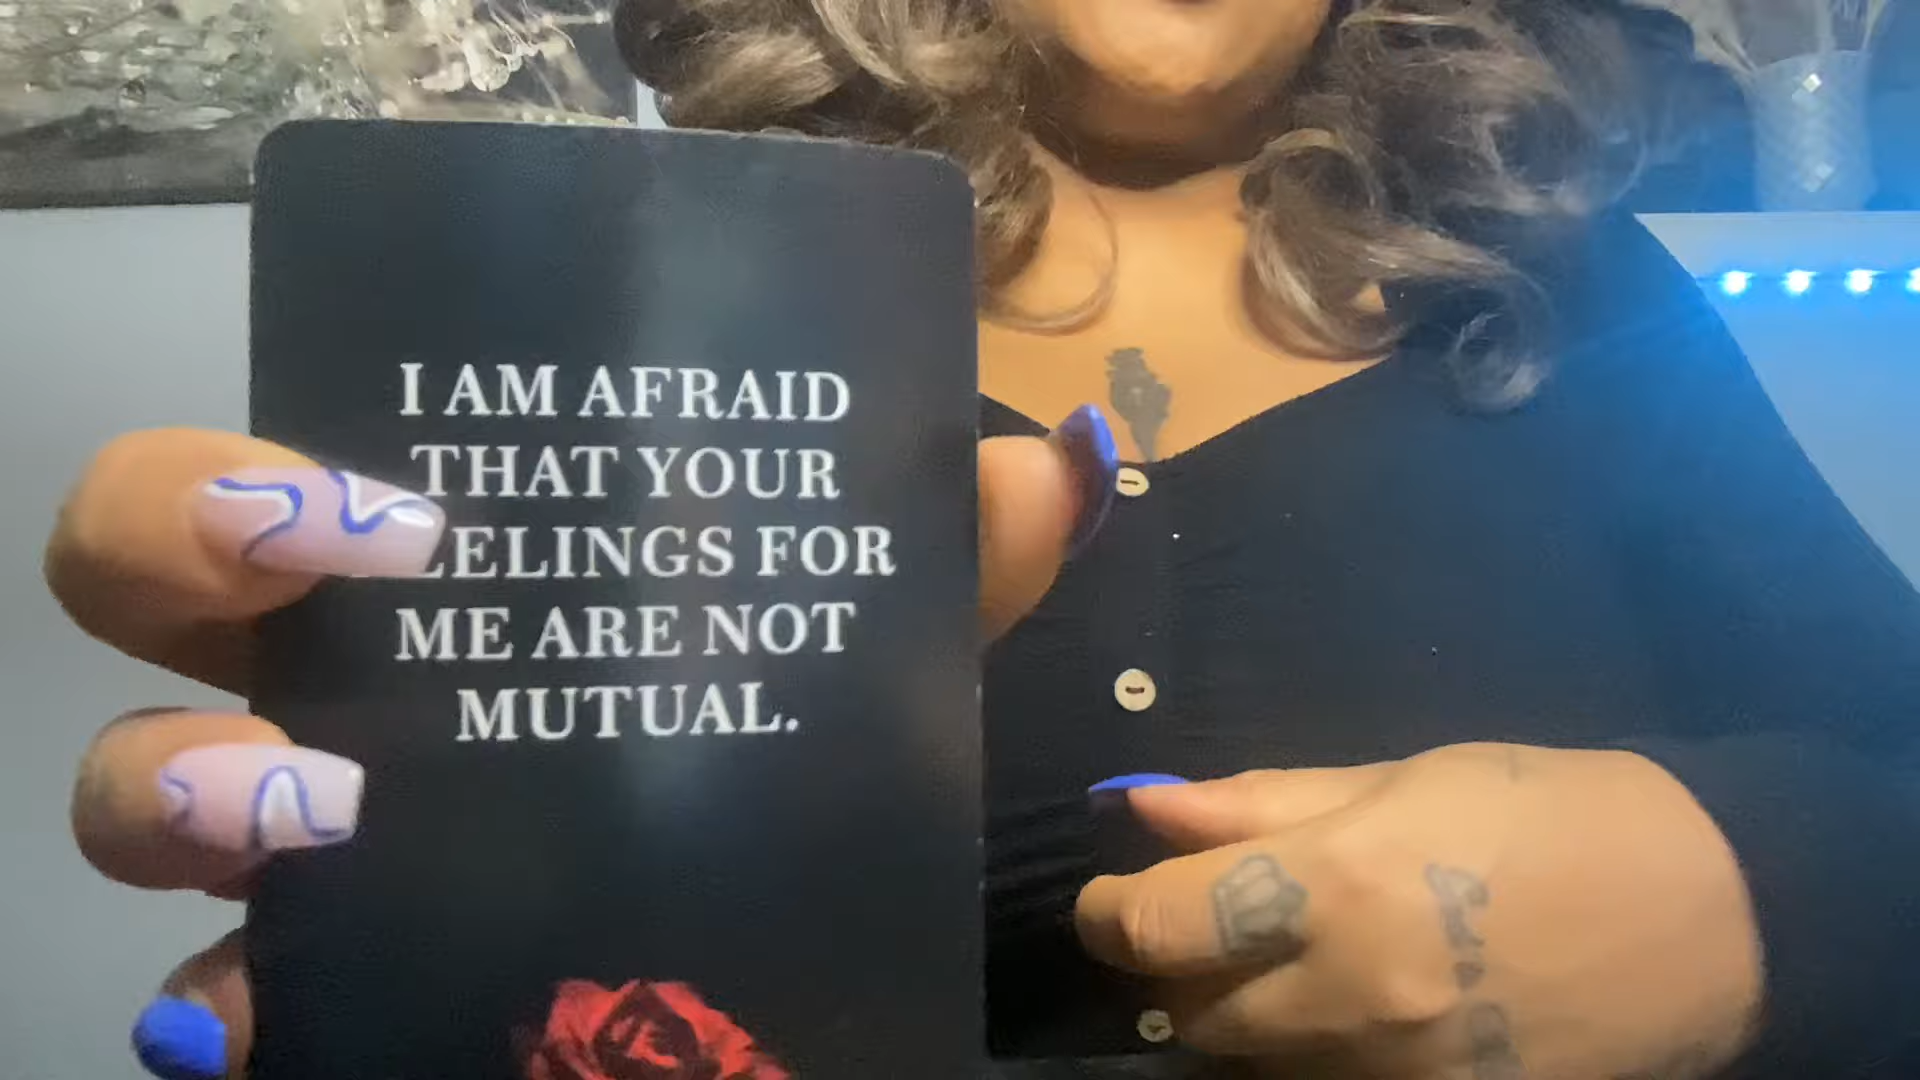 I AM AFRAID
THAT YOUR
EELINGS FOR
ME ARE NOT
MUTUAL.